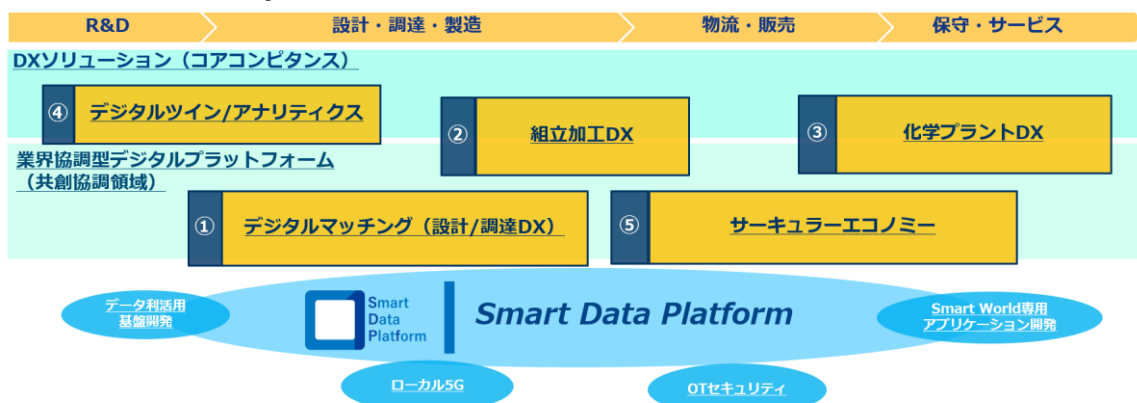 R&D
設計・調達・製造
物流・販売
保守・サービス
DXソリューション（コアコンピタンス）
④
デジタルツイン/アナリティクス
②
組立加工DX
③
化学プラントDX
業界協調型デジタルプラットフォーム
（共創協調領域）
①
デジタルマッチング（設計/調達DX）
⑤
サーキュラーエコノミー
データ利活用
基盤開発
Smart
Data
Platform
Smart Data Platform
Smart World専用
アプリケーション開発
ローカル5G
OTセキュリティ